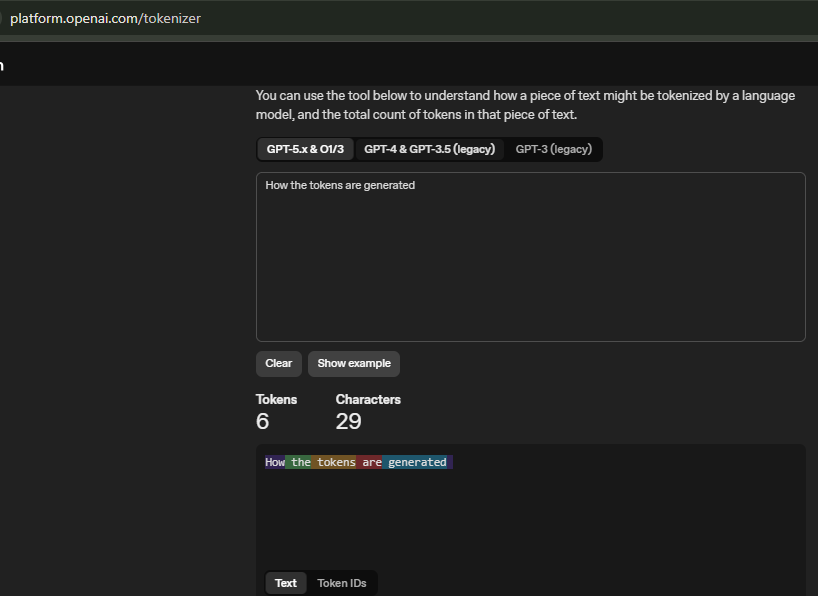 platform.openai.com/tokenizer
n
You can use the tool below to understand how a piece of text might be tokenized by a language
model, and the total count of tokens in that piece of text.
GPT-5.x & O1/3 GPT-4 & GPT-3.5 (legacy) GPT-3 (legacy)
How the tokens are generated
Clear Show example
Tokens Characters
6 29
How the tokens are generated
Text Token IDs